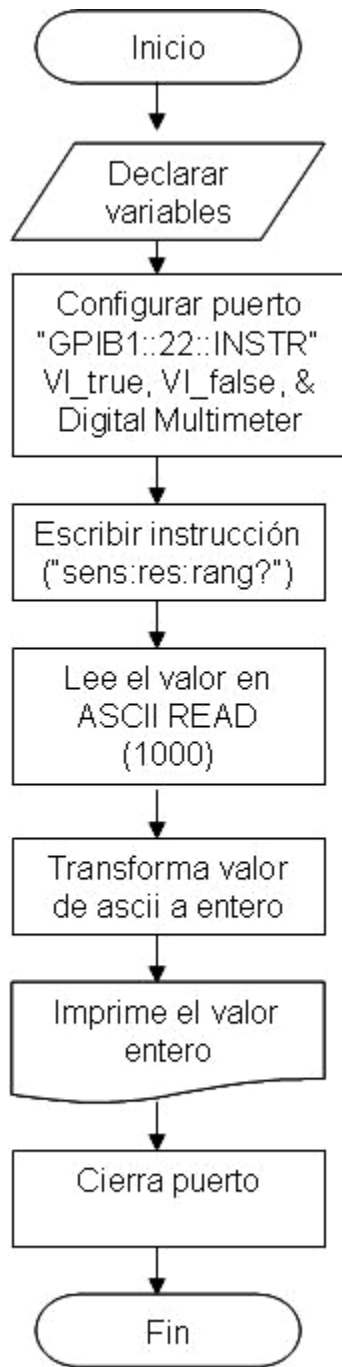 Inicio
Declarar
variables
Configurar puerto
"GPIB1::22::INSTR"
VI_true, VI_false, &
Digital Multimeter
Escribir instrucción
("sens:res:rang?")
Lee el valor en
ASCII READ
(1000)
Transforma valor
de ascii a entero
Imprime el valor
entero
Cierra puerto
Fin